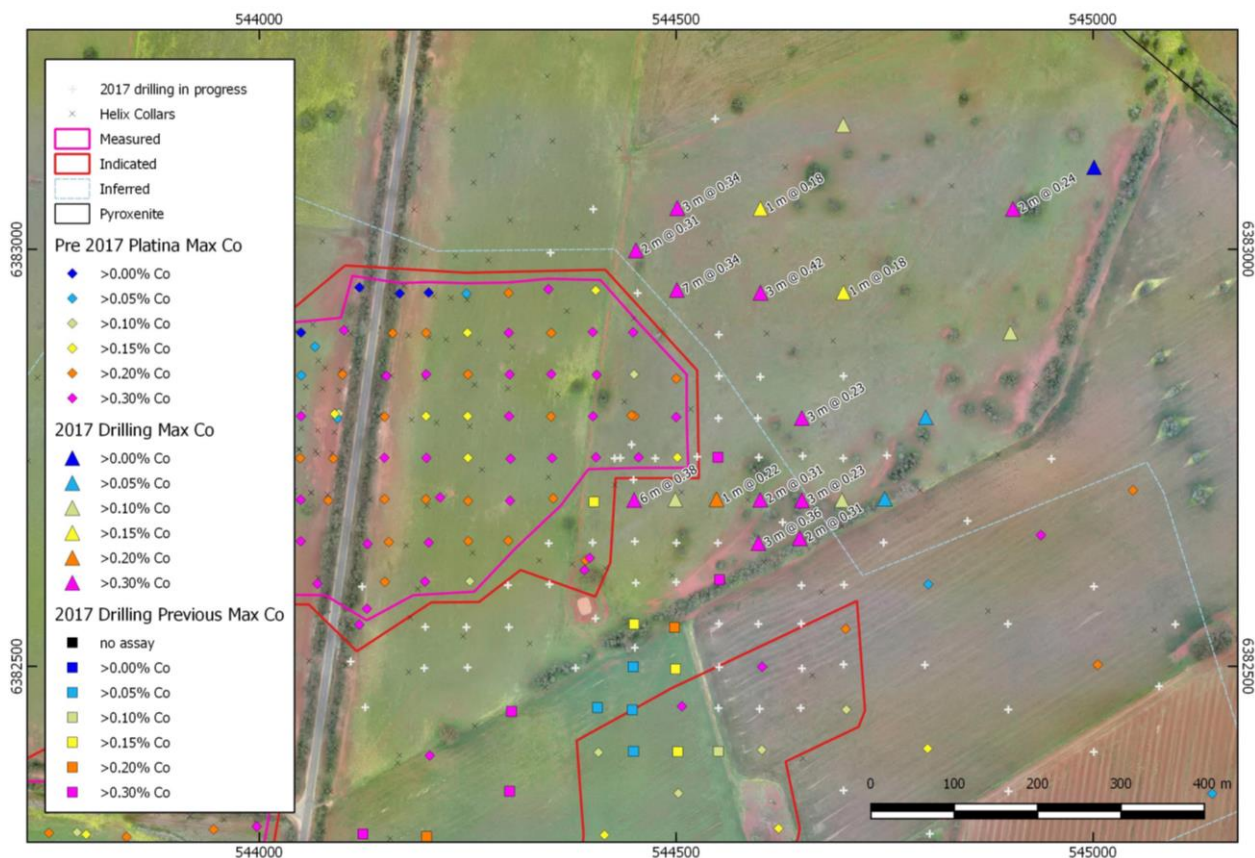 544000 544500 545000
2017 drilling in progress
Helix Collars
Measured
Indicated
Inferred
Pyroxenite
Pre 2017 Platina Max Co
>0.00% Co
>0.05% Co
>0.10% Co
>0.15% Co
>0.20% Co
>0.30% Co
2017 Drilling Max Co
>0.00% Co
>0.05% Co
>0.10% Co
>0.15% Co
>0.20% Co
>0.30% Co
2017 Drilling Previous Max Co
no assay
>0.00% Co
>0.05% Co
>0.10% Co
>0.15% Co
>0.20% Co
>0.30% Co
3 m @ 0.34
1 m @ 0.18
2 m @ 0.24
2 m @ 0.31
6383000
6383000
7 m @ 0.34
3 m @ 0.42
1 m @ 0.18
3 m @ 0.23
6 m @ 0.38
1 m @ 0.22
2 m @ 0.31
3 m @ 0.23
3 m @ 0.36
2 m @ 0.31
6382500
6382500
0 100 200 300 400 m
544000 544500 545000